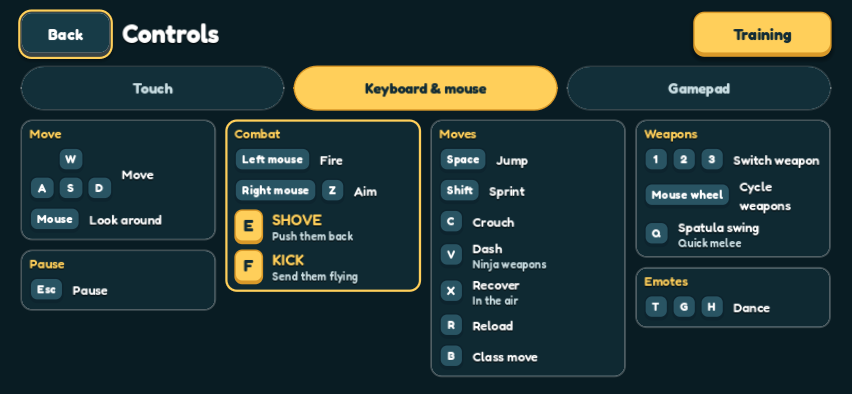 Back
Controls
Training
Touch
Keyboard & mouse
Gamepad
Move
W
A S D
Move
Mouse Look around
Pause
Esc Pause
Combat
Left mouse Fire
Right mouse Z Aim
E SHOVE
Push them back
F KICK
Send them flying
Moves
Space Jump
Shift Sprint
C Crouch
V Dash
Ninja weapons
X Recover
In the air
R Reload
B Class move
Weapons
1 2 3 Switch weapon
Mouse wheel Cycle
weapons
Q Spatula swing
Quick melee
Emotes
T G H Dance